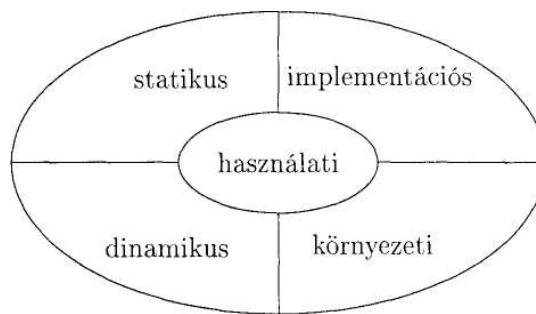 statikus
implementációs
használati
dinamikus
környezeti